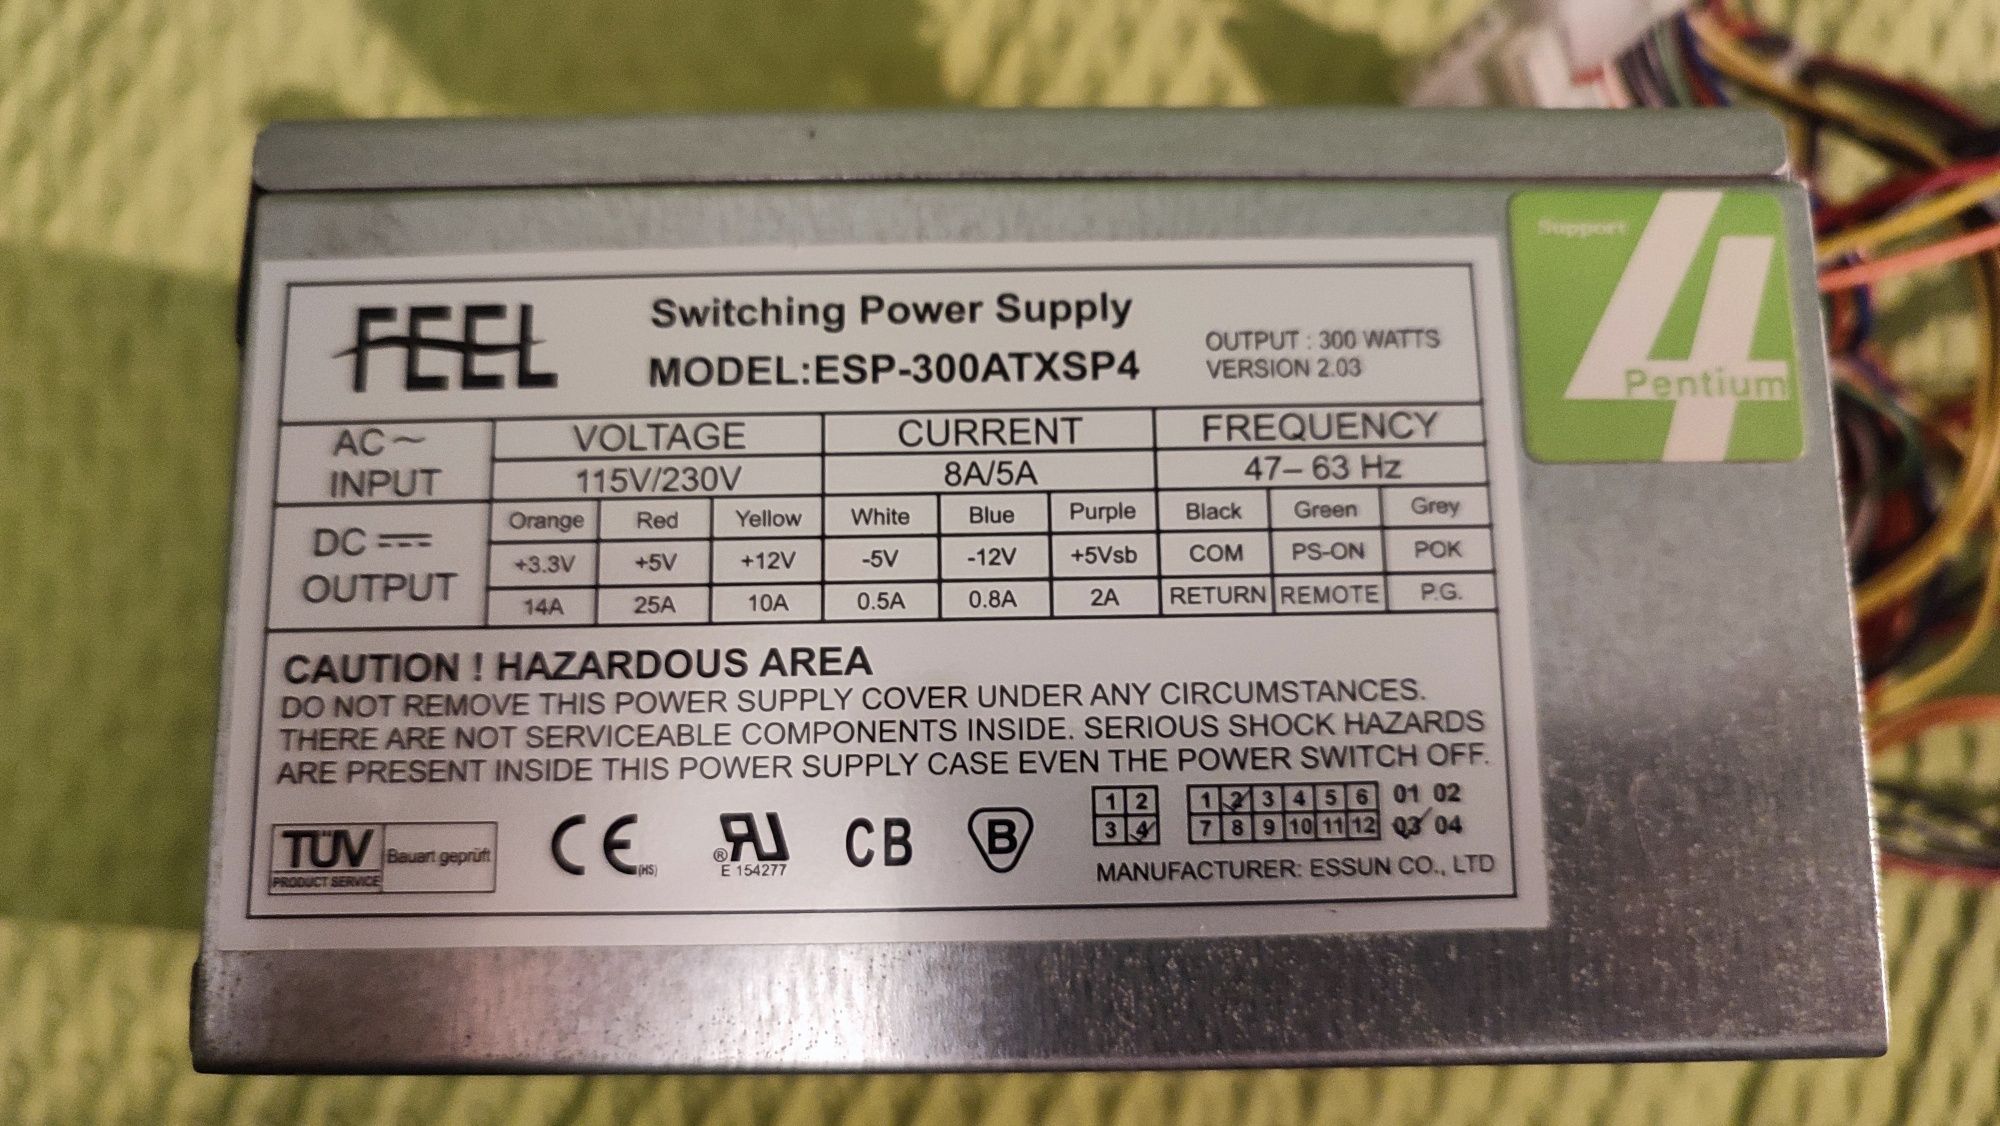 FEEL
Switching Power Supply
MODEL:ESP-300ATXSP4
OUTPUT : 300 WATTS
VERSION 2.03
Support
4
Pentium
AC~ INPUT
VOLTAGE CURRENT FREQUENCY
115V/230V 8A/5A 47–63 Hz
DC OUTPUT
Orange Red Yellow White Blue Purple Black Green Grey
+3.3V +5V +12V -5V -12V +5Vsb COM PS-ON POK
14A 25A 10A 0.5A 0.8A 2A RETURN REMOTE P.G.
CAUTION ! HAZARDOUS AREA
DO NOT REMOVE THIS POWER SUPPLY COVER UNDER ANY CIRCUMSTANCES.
THERE ARE NOT SERVICEABLE COMPONENTS INSIDE. SERIOUS SHOCK HAZARDS
ARE PRESENT INSIDE THIS POWER SUPPLY CASE EVEN THE POWER SWITCH OFF.
TÜV
PRODUCT SERVICE
Bauart geprüft
CE (HS)
® RU
E 154277
CB
B
1 2
3 4
1 2 3 4 5 6
7 8 9 10 11 12
01 02
03 04
MANUFACTURER: ESSUN CO., LTD